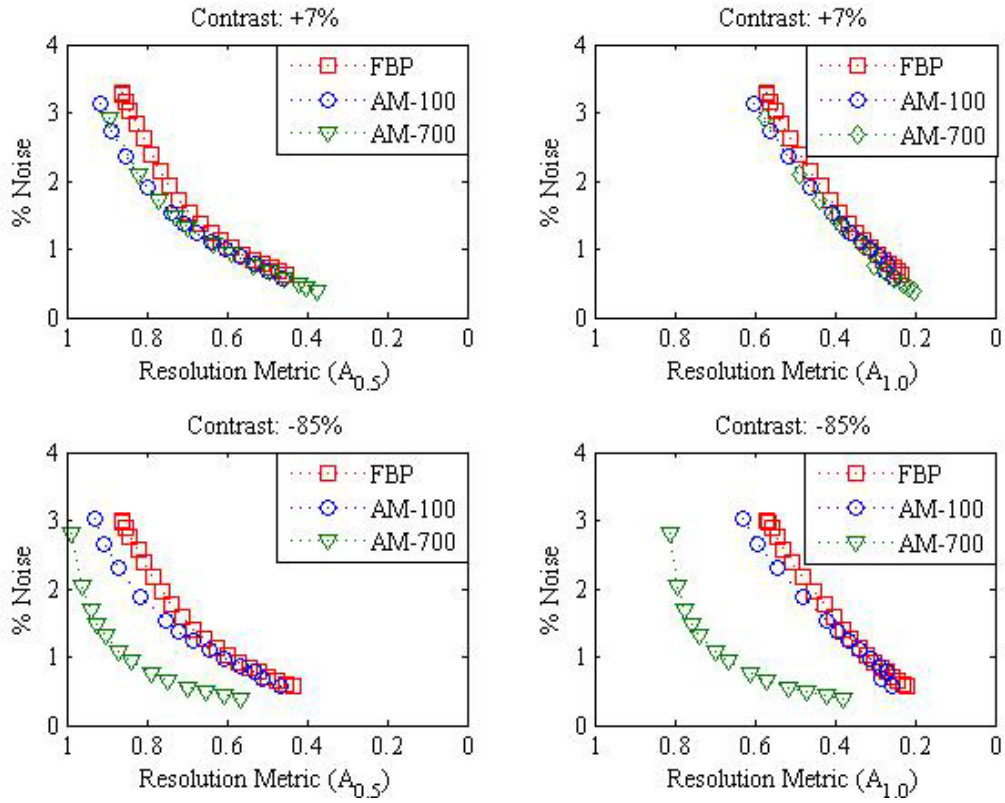 Contrast: +7%
4
3
2
1
0
% Noise
FBP
AM-100
AM-700
1 0.8 0.6 0.4 0.2 0
Resolution Metric (A0.5)
Contrast: +7%
4
3
2
1
0
% Noise
FBP
AM-100
AM-700
1 0.8 0.6 0.4 0.2 0
Resolution Metric (A1.0)
Contrast: -85%
4
3
2
1
0
% Noise
FBP
AM-100
AM-700
1 0.8 0.6 0.4 0.2 0
Resolution Metric (A0.5)
Contrast: -85%
4
3
2
1
0
% Noise
FBP
AM-100
AM-700
1 0.8 0.6 0.4 0.2 0
Resolution Metric (A1.0)